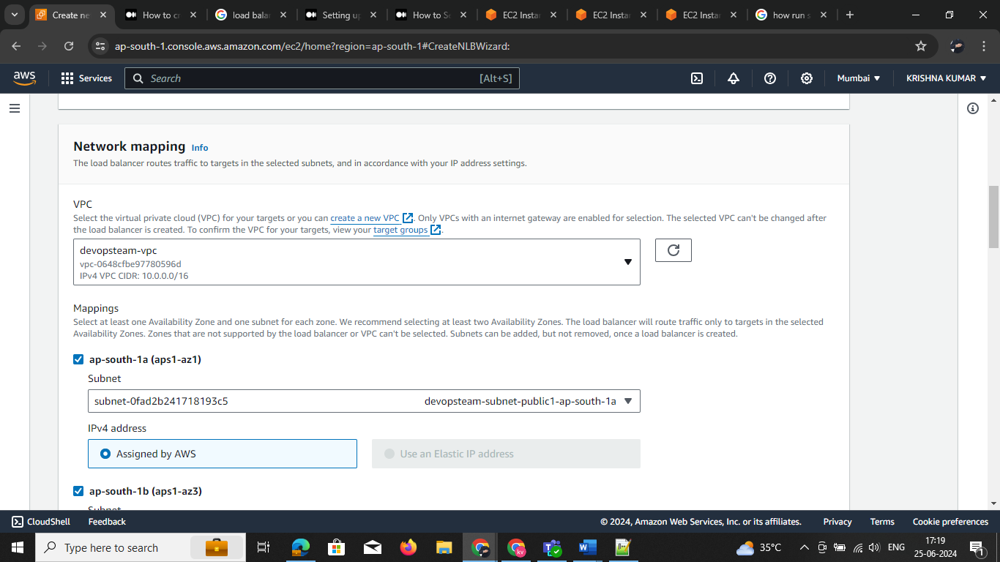 Create ne
How to cr
load balar
Setting up
How to Se
EC2 Instar
EC2 Instar
EC2 Instar
how run s
ap-south-1.console.aws.amazon.com/ec2/home?region=ap-south-1#CreateNLBWizard:
aws
Services
Search
[Alt+S]
Mumbai
KRISHNA KUMAR
Network mapping Info
The load balancer routes traffic to targets in the selected subnets, and in accordance with your IP address settings.
VPC
Select the virtual private cloud (VPC) for your targets or you can create a new VPC. Only VPCs with an internet gateway are enabled for selection. The selected VPC can't be changed after
the load balancer is created. To confirm the VPC for your targets, view your target groups.
devopsteam-vpc
vpc-0648cfbe97780596d
IPv4 VPC CIDR: 10.0.0.0/16
Mappings
Select at least one Availability Zone and one subnet for each zone. We recommend selecting at least two Availability Zones. The load balancer will route traffic only to targets in the selected
Availability Zones. Zones that are not supported by the load balancer or VPC can't be selected. Subnets can be added, but not removed, once a load balancer is created.
ap-south-1a (aps1-az1)
Subnet
subnet-0fad2b241718193c5 devopsteam-subnet-public1-ap-south-1a
IPv4 address
Assigned by AWS
Use an Elastic IP address
ap-south-1b (aps1-az3)
Subnet
CloudShell
Feedback
© 2024, Amazon Web Services, Inc. or its affiliates.
Privacy
Terms
Cookie preferences
Type here to search
kv
35°C
ENG
17:19
25-06-2024
1